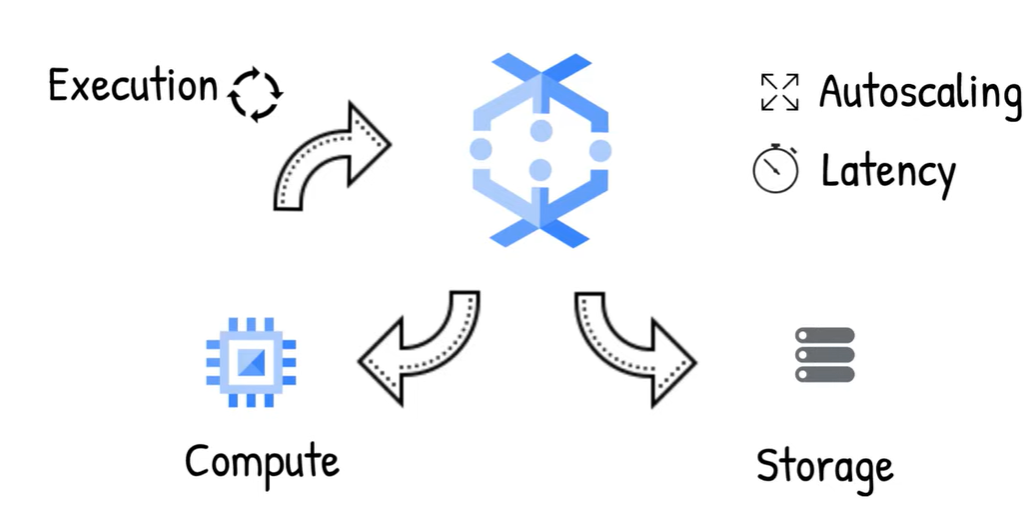 Execution
Autoscaling
Latency
Compute
Storage